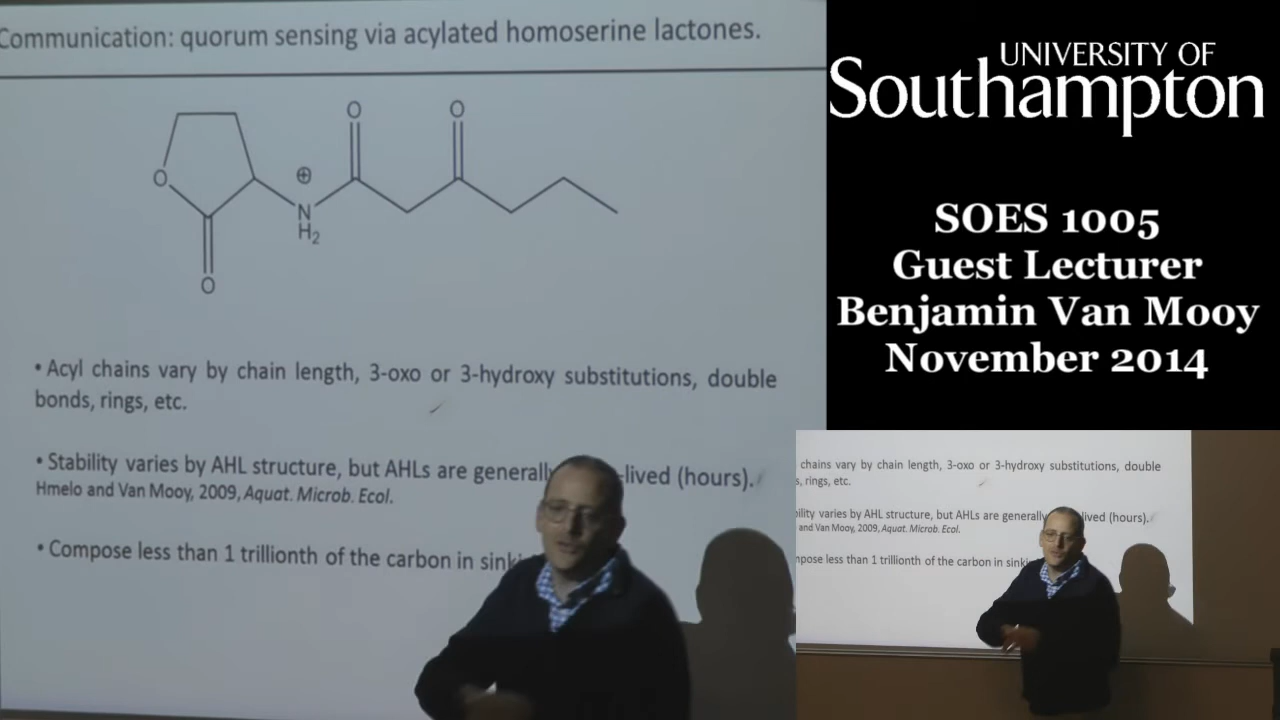 Communication: quorum sensing via acylated homoserine lactones.
O
O
O
⊕
N
H2
O
• Acyl chains vary by chain length, 3-oxo or 3-hydroxy substitutions, double
bonds, rings, etc.
• Stability varies by AHL structure, but AHLs are generally -lived (hours).
Hmelo and Van Mooy, 2009, Aquat. Microb. Ecol.
• Compose less than 1 trillionth of the carbon in
UNIVERSITY OF
Southampton
SOES 1005
Guest Lecturer
Benjamin Van Mooy
November 2014
chains vary by chain length, 3-oxo or 3-hydroxy substitutions, double
s, rings, etc.
ility varies by AHL structure, but AHLs are generally lived (hours).
and Van Mooy, 2009, Aquat. Microb. Ecol.
pose less than 1 trillionth of the carbon in